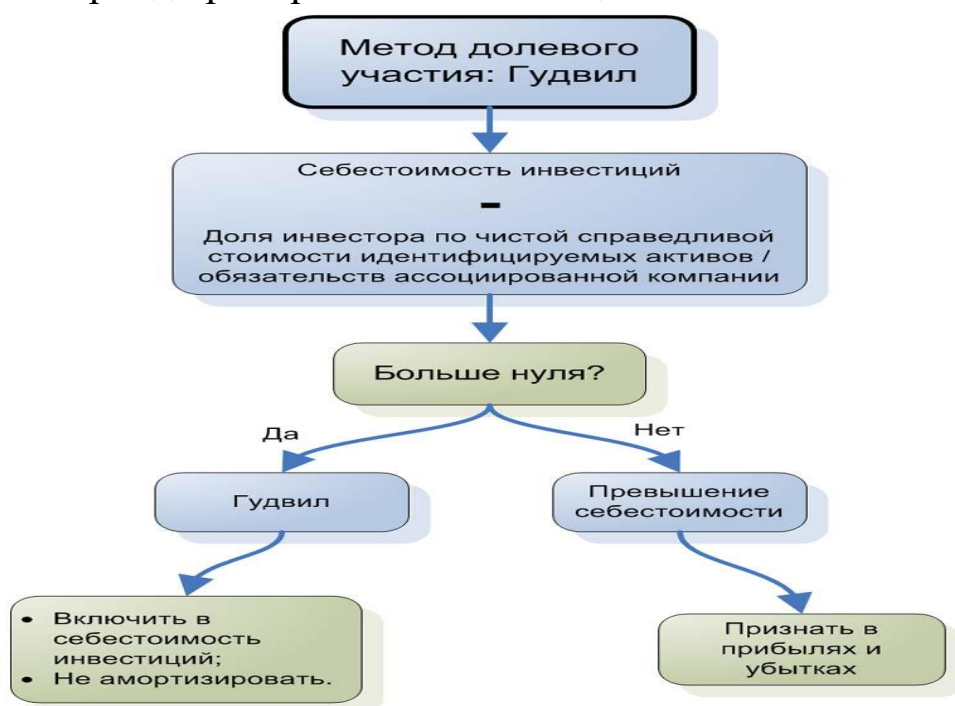 Метод долевого
участия: Гудвил
Себестоимость инвестиций
-
Доля инвестора по чистой справедливой
стоимости идентифицируемых активов /
обязательств ассоциированной компании
Больше нуля?
Да
Нет
Гудвил
Превышение
себестоимости
• Включить в
себестоимость
инвестиций;
• Не амортизировать.
Признать в
прибылях и
убытках